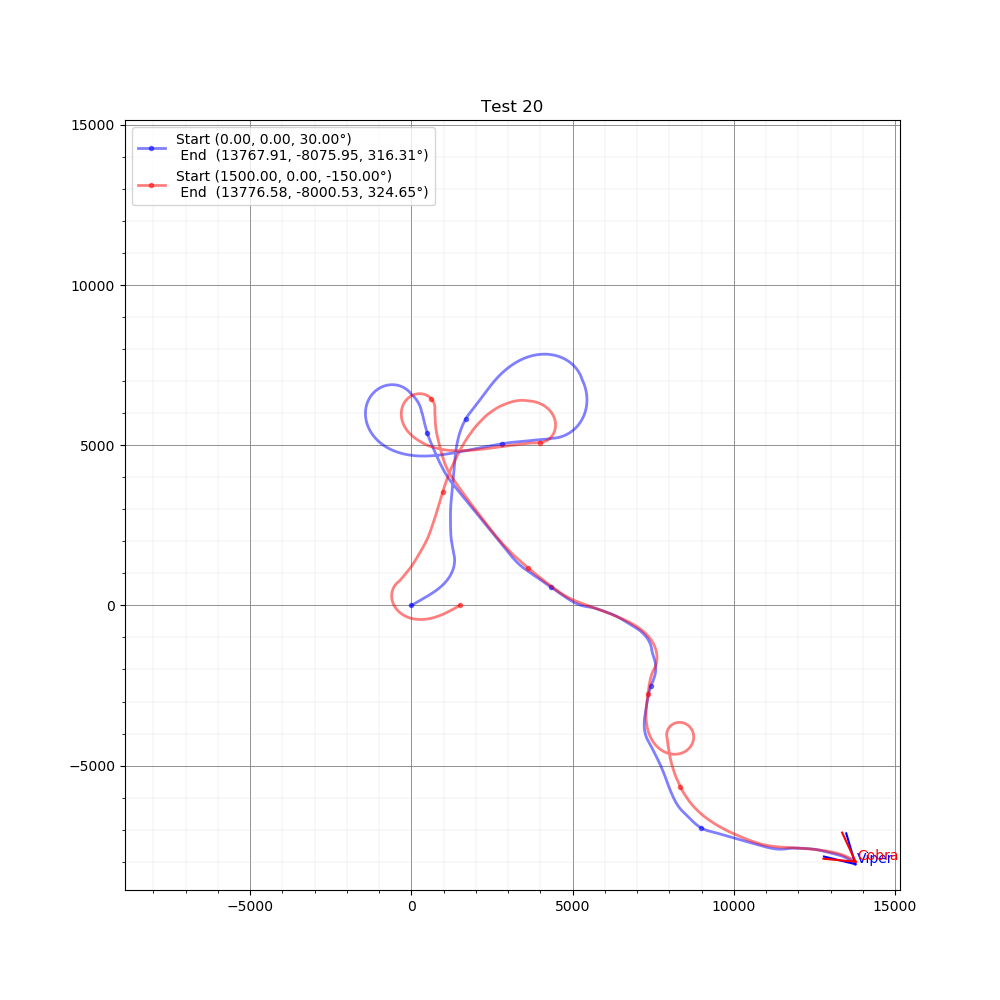 Test 20
Start (0.00, 0.00, 30.00°)
End (13767.91, -8075.95, 316.31°)
Start (1500.00, 0.00, -150.00°)
End (13776.58, -8000.53, 324.65°)
15000
10000
5000
0
−5000
Cobra
Viper
−5000
0
5000
10000
15000